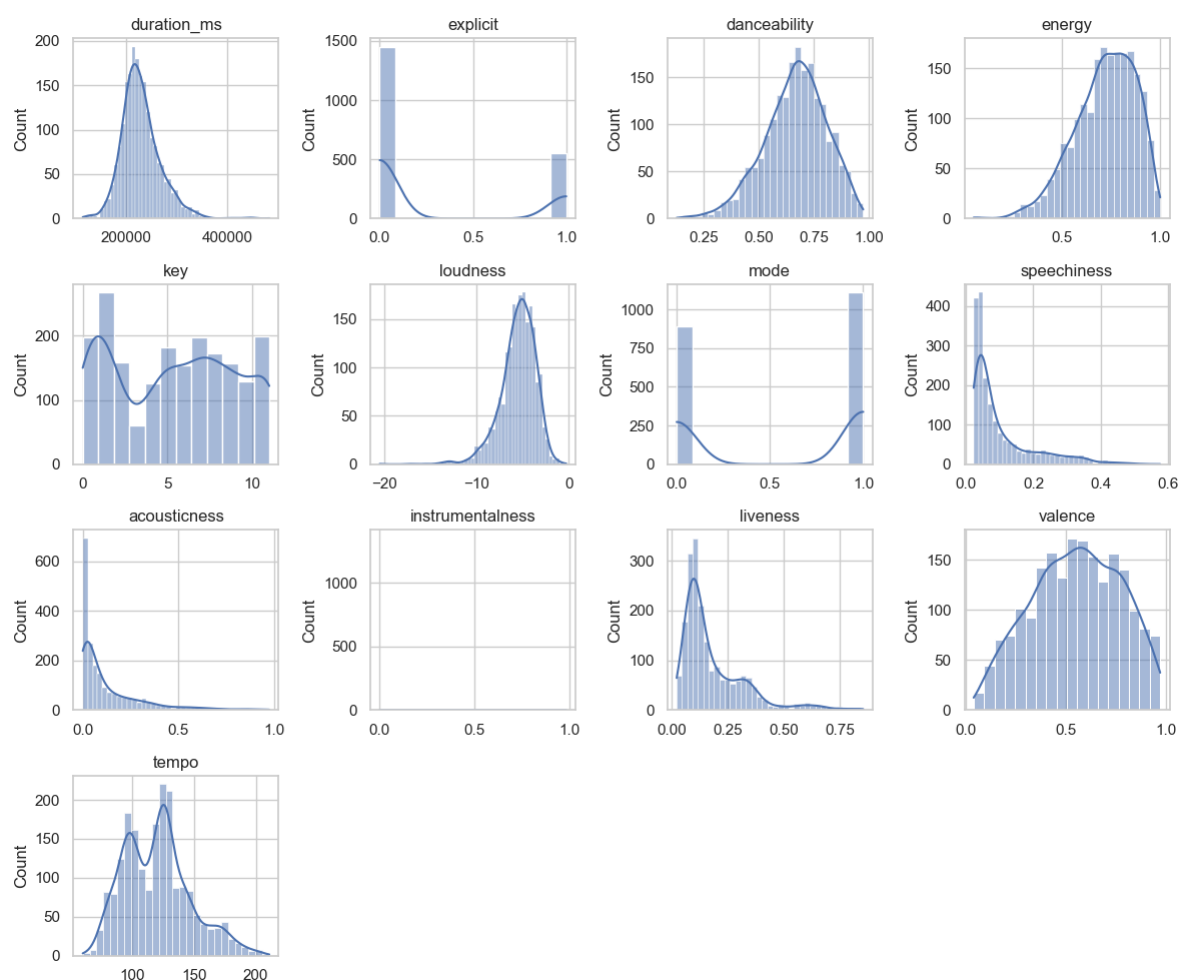 duration_ms
200
150
100
50
0
Count
200000 400000
explicit
1500
1000
500
0
Count
0.0 0.5 1.0
danceability
150
100
50
0
Count
0.25 0.50 0.75 1.00
energy
150
100
50
0
Count
0.5 1.0
key
200
100
0
Count
0 5 10
loudness
150
100
50
0
Count
−20 −10 0
mode
1000
750
500
250
0
Count
0.0 0.5 1.0
speechiness
400
300
200
100
0
Count
0.0 0.2 0.4 0.6
acousticness
600
400
200
0
Count
0.0 0.5 1.0
instrumentalness
1000
500
0
Count
0.0 0.5 1.0
liveness
300
200
100
0
Count
0.00 0.25 0.50 0.75
valence
150
100
50
0
Count
0.0 0.5 1.0
tempo
200
150
100
50
0
Count
100 150 200